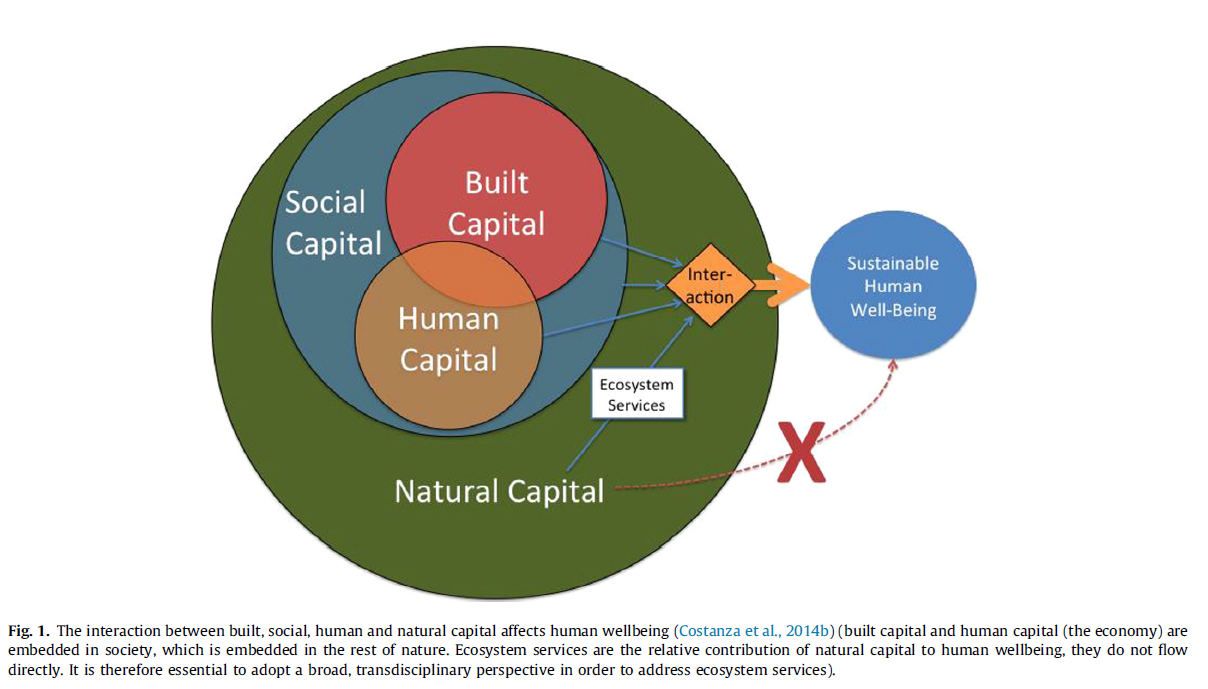 Social
Capital
Built
Capital
Human
Capital
Inter-
action
Sustainable
Human
Well-Being
Ecosystem
Services
X
Natural Capital
Fig. 1. The interaction between built, social, human and natural capital affects human wellbeing (Costanza et al., 2014b) (built capital and human capital (the economy) are
embedded in society, which is embedded in the rest of nature. Ecosystem services are the relative contribution of natural capital to human wellbeing, they do not flow
directly. It is therefore essential to adopt a broad, transdisciplinary perspective in order to address ecosystem services).